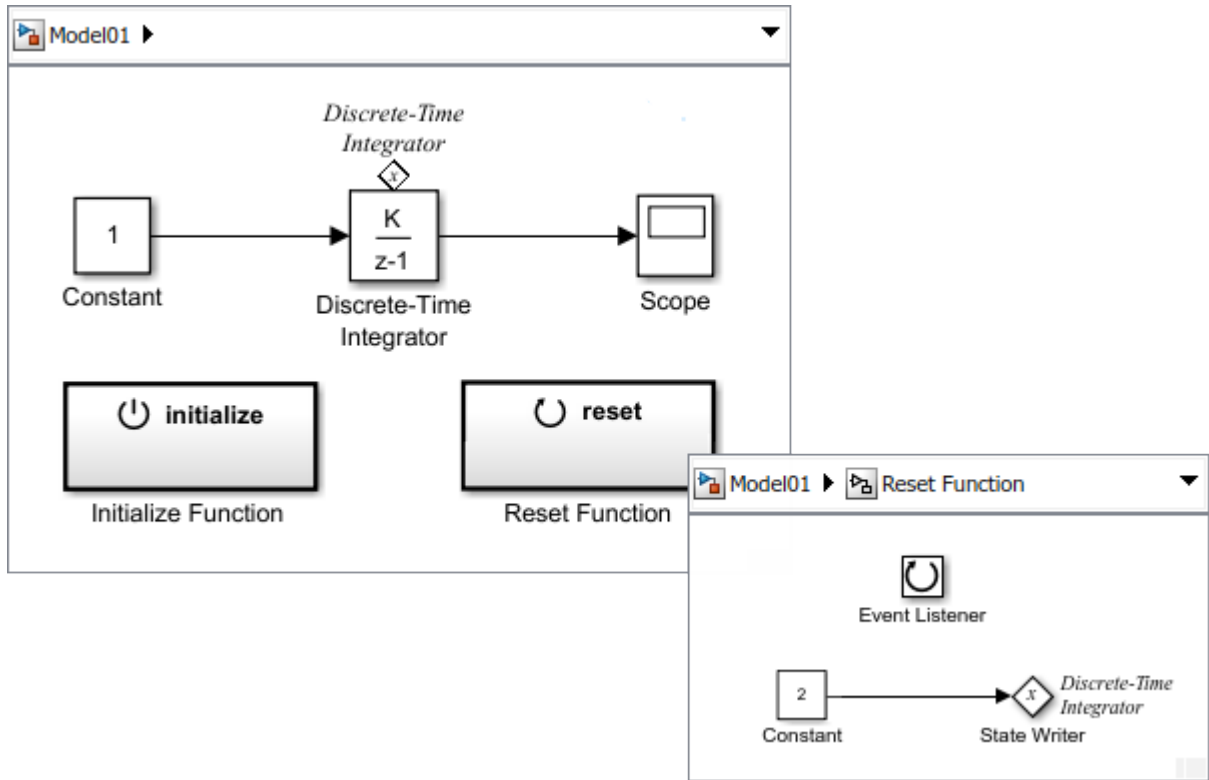 Model01
Discrete-Time
Integrator
x
1
K
z-1
Constant
Discrete-Time
Integrator
Scope
initialize
reset
Initialize Function
Reset Function
Model01 Reset Function
Event Listener
2
x
Discrete-Time
Integrator
Constant
State Writer